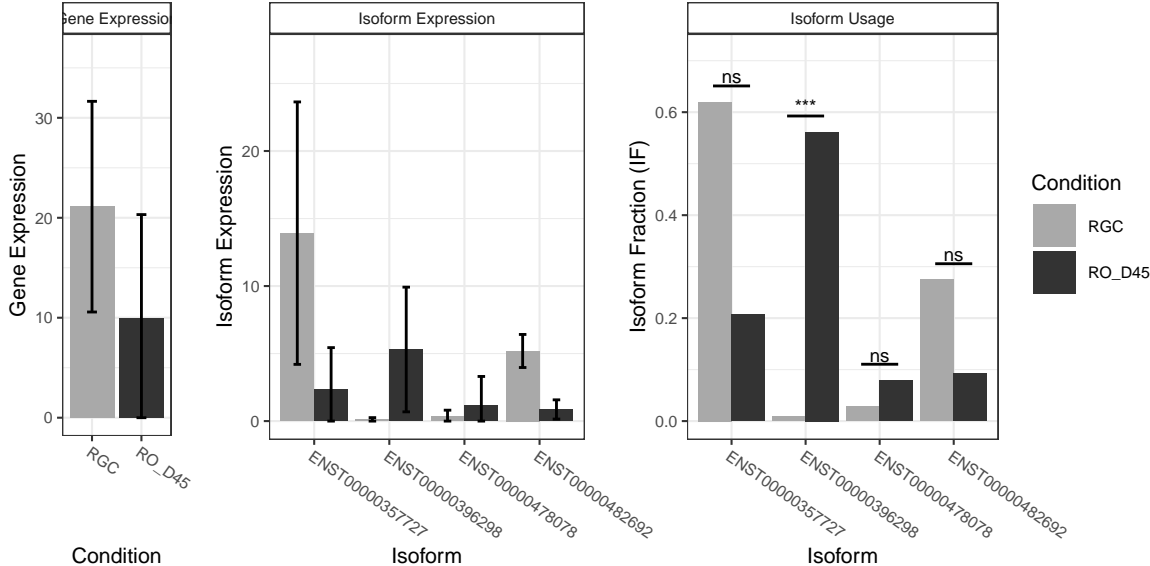 Gene Expression
Isoform Expression
Isoform Usage
Gene Expression
0
10
20
30
RGC
RO_D45
Condition
Isoform Expression
0
10
20
ENST00000357727
ENST00000396298
ENST00000478078
ENST00000482692
Isoform
Isoform Fraction (IF)
0.0
0.2
0.4
0.6
ns
***
ns
ns
ENST00000357727
ENST00000396298
ENST00000478078
ENST00000482692
Isoform
Condition
RGC
RO_D45